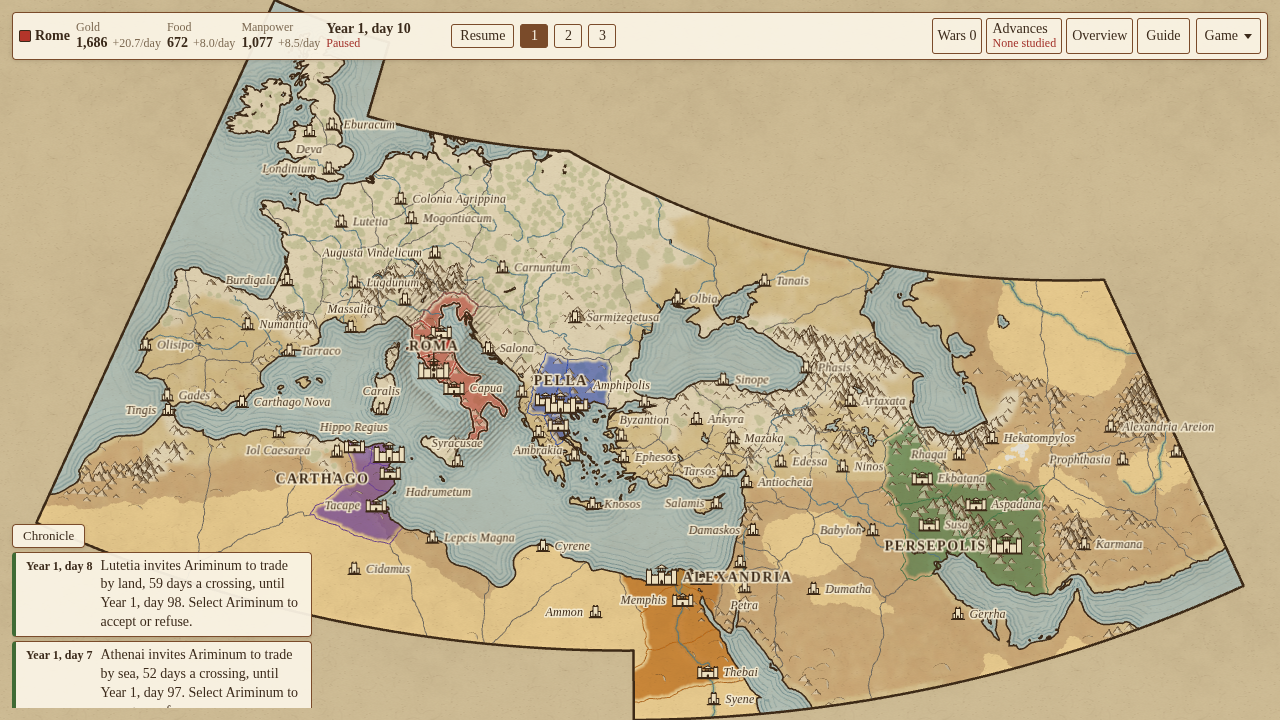 Rome
Gold
1,686 +20.7/day
Food
672 +8.0/day
Manpower
1,077 +8.5/day
Year 1, day 10
Paused
Resume
1
2
3
Wars 0
Advances
None studied
Overview
Guide
Game
Eburacum
Deva
Londinium
Colonia Agrippina
Lutetia
Mogontiacum
Augusta Vindelicum
Carnuntum
Burdigala
Lugdunum
Tanais
Olbia
Massalia
Numantia
Sarmizegetusa
Olisipo
Tarraco
ROMA
Salona
Phasis
PELLA
Amphipolis
Sinope
Gades
Carthago Nova
Caralis
Capua
Tingis
Artaxata
Hippo Regius
Byzantion
Ankyra
Alexandria Areion
Iol Caesarea
Syracusae
Ambrakia
Mazaka
Hekatompylos
Ephesos
Tarsos
Edessa
Ninos
Rhagai
Prophthasia
CARTHAGO
Hadrumetum
Antiocheia
Ekbatana
Tacape
Knosos
Salamis
Aspadana
Lepcis Magna
Damaskos
Babylon
Susa
Cyrene
PERSEPOLIS
Karmana
Cidamus
ALEXANDRIA
Memphis
Petra
Dumatha
Ammon
Gerrha
Thebai
Syene
Chronicle
Year 1, day 8 Lutetia invites Ariminum to trade
by land, 59 days a crossing, until
Year 1, day 98. Select Ariminum to
accept or refuse.
Year 1, day 7 Athenai invites Ariminum to trade
by sea, 52 days a crossing, until
Year 1, day 97. Select Ariminum to